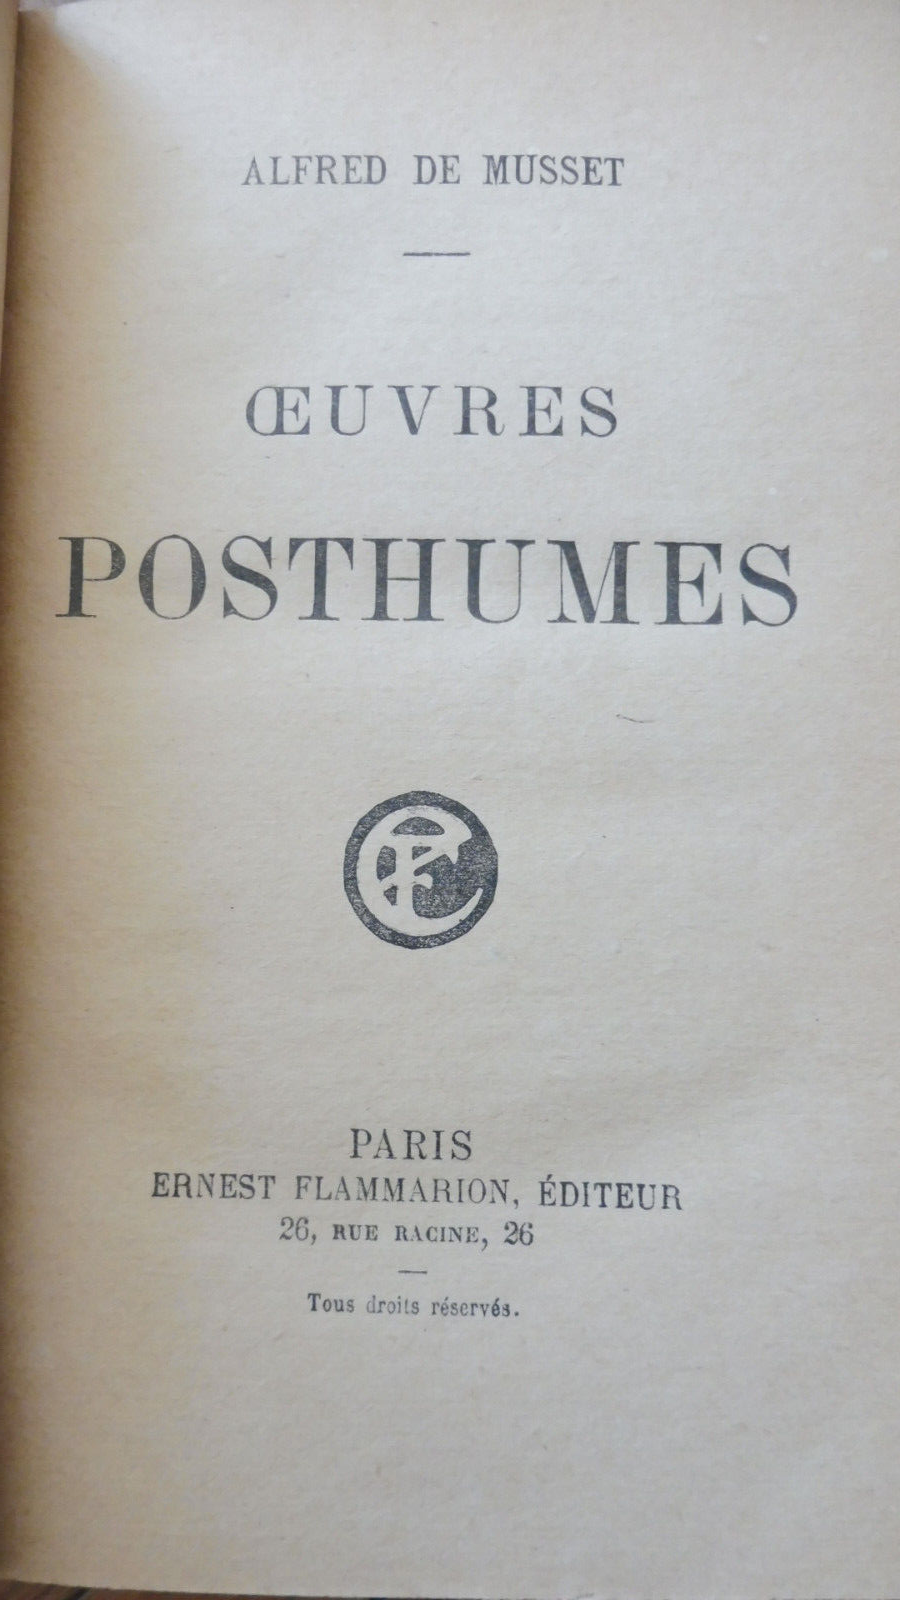 ALFRED DE MUSSET
ŒUVRES
POSTHUMES
PARIS
ERNEST FLAMMARION, ÉDITEUR
26, RUE RACINE, 26
Tous droits réservés.